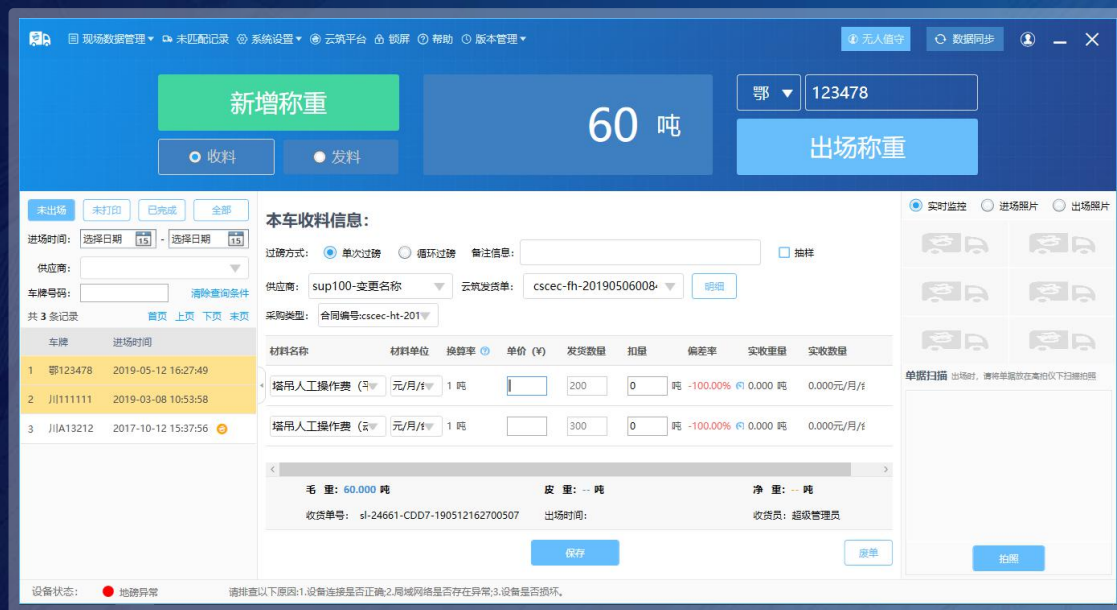 现场数据管理 未匹配记录 系统设置 云筑平台 锁屏 帮助 版本管理 无人值守 数据同步
新增称重
收料 发料
60 吨
鄂 123478
出场称重
未出场 未打印 已完成 全部
进场时间: 选择日期 15 - 选择日期 15
供应商:
车牌号码: 清除查询条件
共 3 条记录 首页 上页 下页 末页
车牌 进场时间
1 鄂123478 2019-05-12 16:27:49
2 川111111 2019-03-08 10:53:58
3 川A13212 2017-10-12 15:37:56
本车收料信息:
过磅方式: 单次过磅 循环过磅 备注信息: 抽样
供应商: sup100-变更名称 云筑发货单: cscec-fh-20190506084 明细
采购类型: 合同编号:cscec-ht-201
材料名称 材料单位 换算率 单价 (¥) 发货数量 扣量 偏差率 实收重量 实收数量
塔吊人工操作费 元/月/ 1 吨 200 0 吨 -100.00% 0.000 吨 0.000元/月/
塔吊人工操作费 元/月/ 1 吨 300 0 吨 -100.00% 0.000 吨 0.000元/月/
毛 重: 60.000 吨 皮 重: -- 吨 净 重: -- 吨
收货单号: sl-24661-CDD7-190512162700507 出场时间: 收货员: 超级管理员
保存 废单
实时监控 进场照片 出场照片
单据扫描 出场时,请将单据放在高拍仪下扫描拍照
拍照
设备状态: 地磅异常 请排查以下原因:1.设备连接是否正确;2.局域网络是否存在异常;3.设备是否损坏。